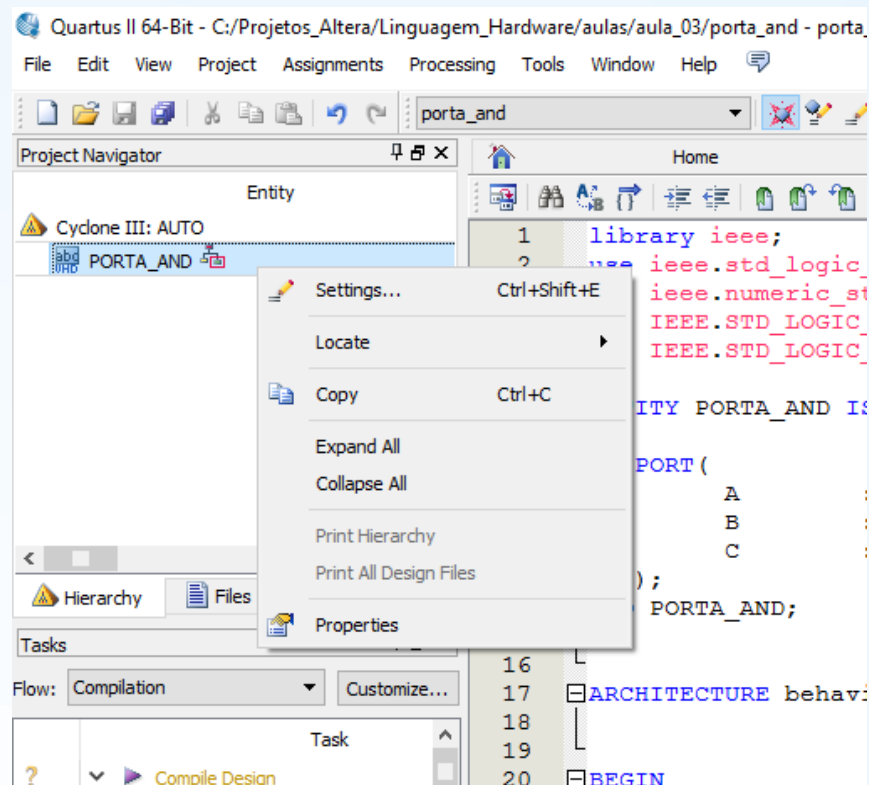 Quartus II 64-Bit - C:/Projetos_Altera/Linguagem_Hardware/aulas/aula_03/porta_and - porta_
File Edit View Project Assignments Processing Tools Window Help
porta_and
Project Navigator
Home
Entity
Cyclone III: AUTO
PORTA_AND
Settings... Ctrl+Shift+E
Locate
Copy Ctrl+C
Expand All
Collapse All
Print Hierarchy
Print All Design Files
Properties
Hierarchy Files
Tasks
Flow: Compilation Customize...
Task
Compile Design
1 library ieee;
2 use ieee.std_logic_
ieee.numeric_st
IEEE.STD_LOGIC_
IEEE.STD_LOGIC_
ITY PORTA_AND IS
PORT(
A :
B :
C :
);
PORTA_AND;
16
17 ARCHITECTURE behavi
18
19
20 BEGIN